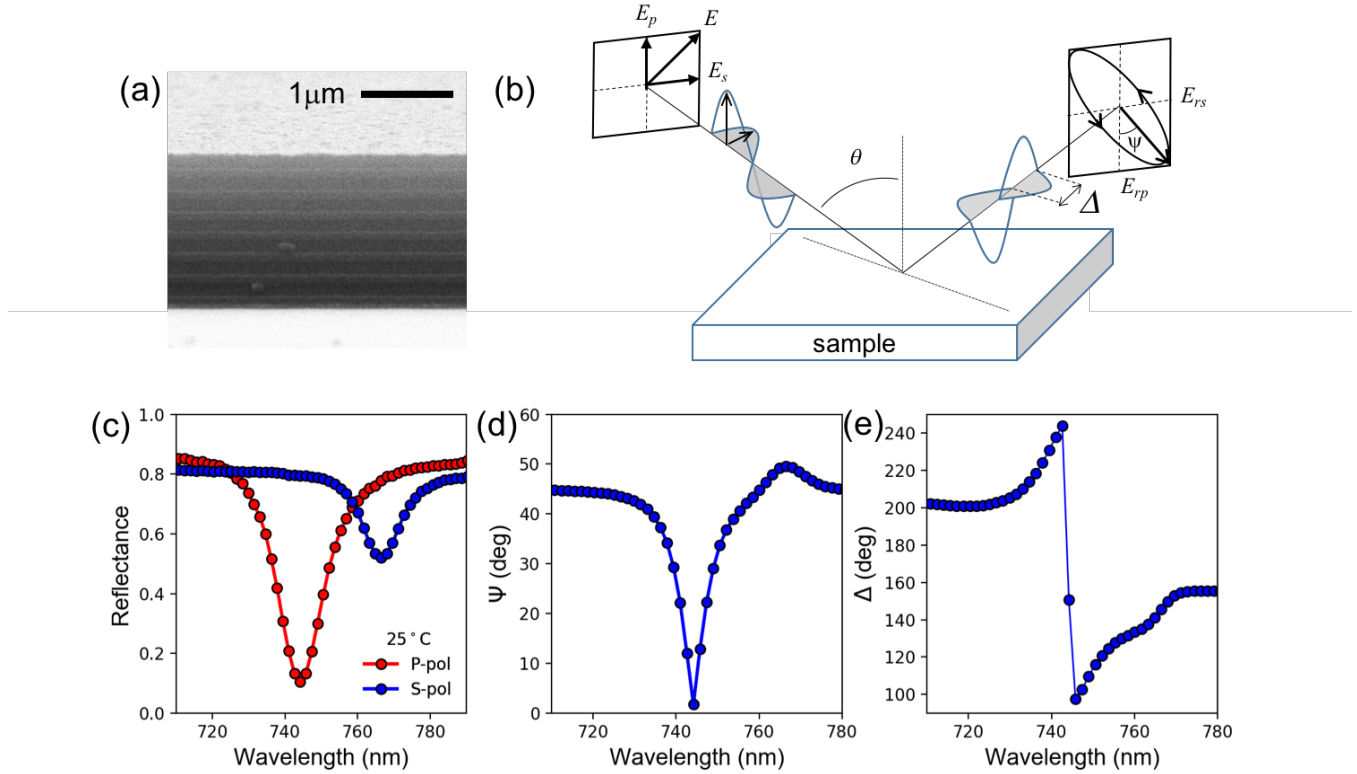 (a)
1μm
(b)
E_p
E
E_s
θ
E_rs
ψ
E_rp
Δ
sample
(c)
Reflectance
1.0
0.8
0.6
0.4
0.2
0.0
25°C
P-pol
S-pol
720 740 760 780
Wavelength (nm)
(d)
Ψ (deg)
60
50
40
30
20
10
0
720 740 760 780
Wavelength (nm)
(e)
Δ (deg)
240
220
200
180
160
140
120
100
720 740 760 780
Wavelength (nm)